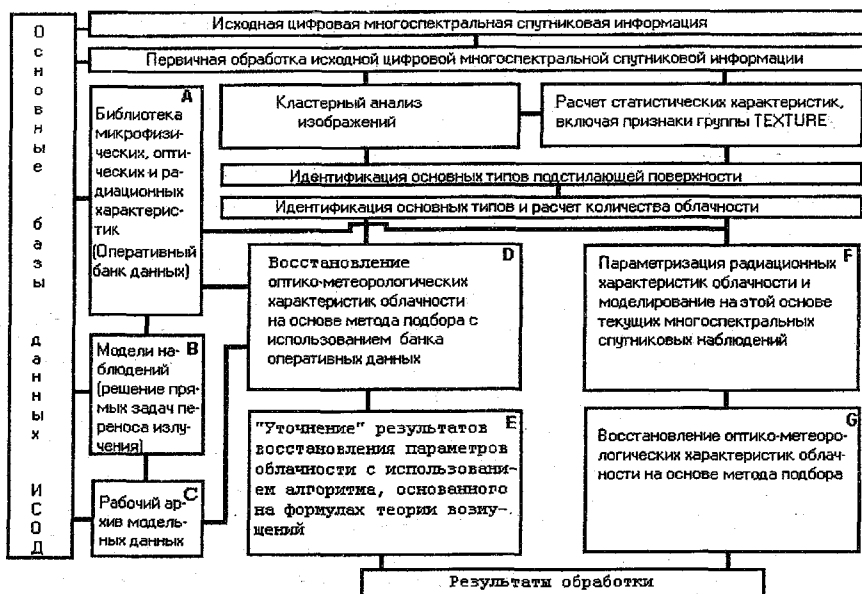 Основные базы данных ИСОД
Исходная цифровая многоспектральная спутниковая информация
Первичная обработка исходной цифровой многоспектральной спутниковой информации
A
Библиотека
микрофизи-
ческих, опти-
ческих и ра-
диационных
характерис-
тик
(Оперативный
банк данных)
Кластерный анализ
изображений
Расчет статистических характеристик,
включая признаки группы TEXTURE
Идентификация основных типов подстилающей поверхности
Идентификация основных типов и расчет количества облачности
D
Восстановление
оптико-метеорологических
характеристик облачности
на основе метода подбора с
использованием банка
оперативных данных
F
Параметризация радиационных
характеристик облачности и
моделирование на этой основе
текущих многоспектральных
спутниковых наблюдений
B
Модели на-
блюдений
(решение пря-
мых задач пе-
реноса излу-
чения)
E
"Уточнение" результатов
восстановления параметров
облачности с использовани-
ем алгоритма, основанного
на формулах теории возму-
щений
G
Восстановление оптико-метеоро-
логических характеристик облач-
ности на основе метода подбора
C
Рабочий ар-
хив модельных
данных
Результаты обработки